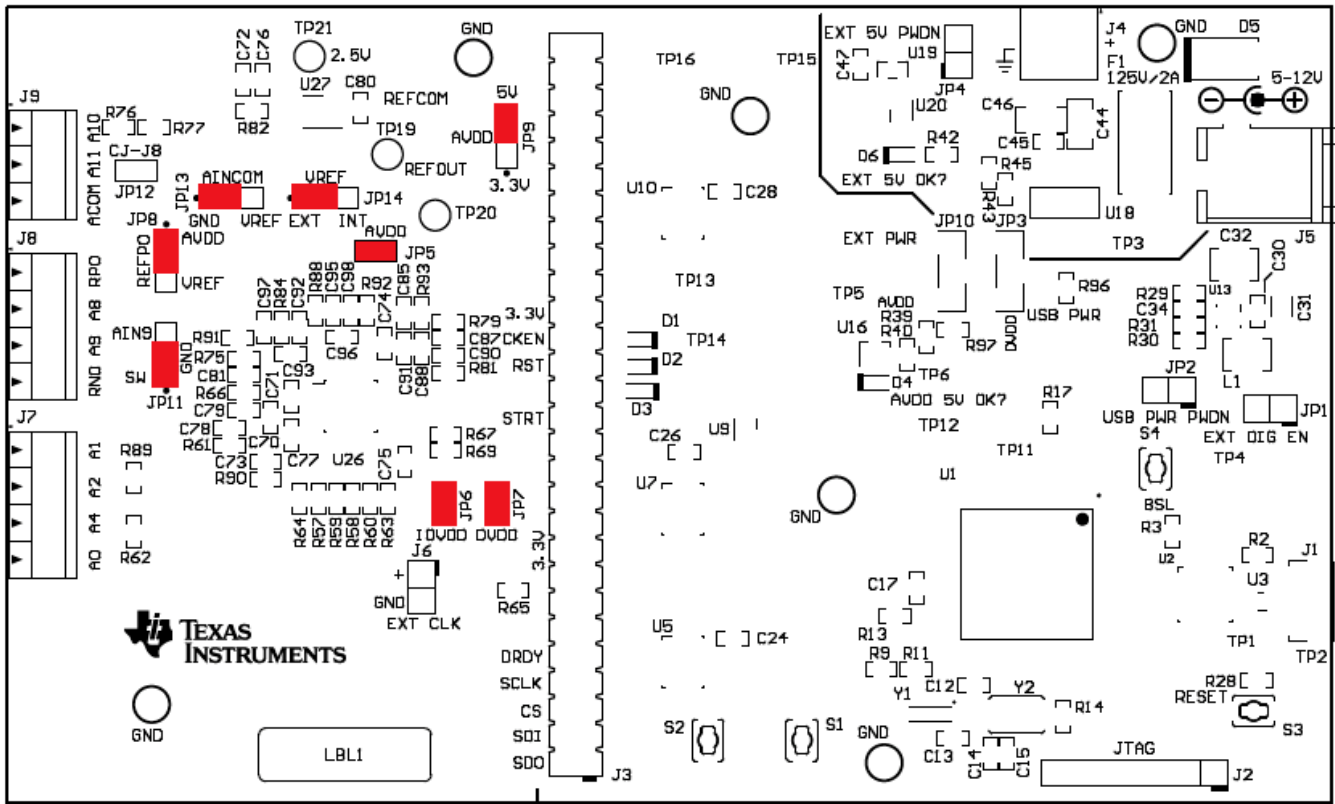 C72
C76
TP21
2.5V
U27
C80
R82
REFCOM
TP19
REFOUT
TP20
5V
AVDD
JP9
3.3V
J9
R76
R77
A10
A11
ACOM
CJ-J8
JP12
JP13
AINCOM
GND
VREF
VREF
EXT
INT
JP14
JP8
REFP0
AVDD
VREF
AVDD
JP5
J8
RP0
A8
A9
RN0
AIN9
GND
SW
JP11
C97
R84
C92
R88
C95
C98
R92
C74
C85
R93
R91
R75
C81
R66
C79
C78
R61
C71
C70
C93
C96
C91
C88
R79
C87
C90
R81
3.3V
CKEN
RST
STRT
J7
A1
A2
A4
A0
R89
R62
C73
R90
C77
U26
C75
R67
R69
R64
R57
R59
R58
R60
R63
JP6
JP7
IOVDD
DVDD
J6
+
GND
EXT CLK
R65
3.3V
TEXAS
INSTRUMENTS
DRDY
SCLK
CS
SDI
SDO
GND
LBL1
J3
TP16
TP15
GND
U10
C28
TP13
D1
TP14
D2
D3
U9
C26
U7
U5
C24
S2
S1
GND
EXT 5V PWDN
C47
U19
JP4
U20
D6
R42
EXT 5V OK?
J4
+
F1
GND
D5
125V/2A
5-12V
C46
C44
C45
R45
R43
U18
J5
JP10
JP3
EXT PWR
TP3
C32
C30
TP5
AVDD
R39
R40
U16
R97
DVDD
R96
USB PWR
R29
C34
R31
R30
U13
C31
L1
TP6
D4
AVDD 5V OK?
TP12
R17
TP11
JP2
USB PWR PWDN
JP1
EXT DIG EN
S4
TP4
BSL
U1
GND
R3
U2
R2
J1
U3
C17
R13
R9
R11
C12
Y1
Y2
R14
TP1
TP2
R28
RESET
S3
C13
C14
C15
JTAG
J2